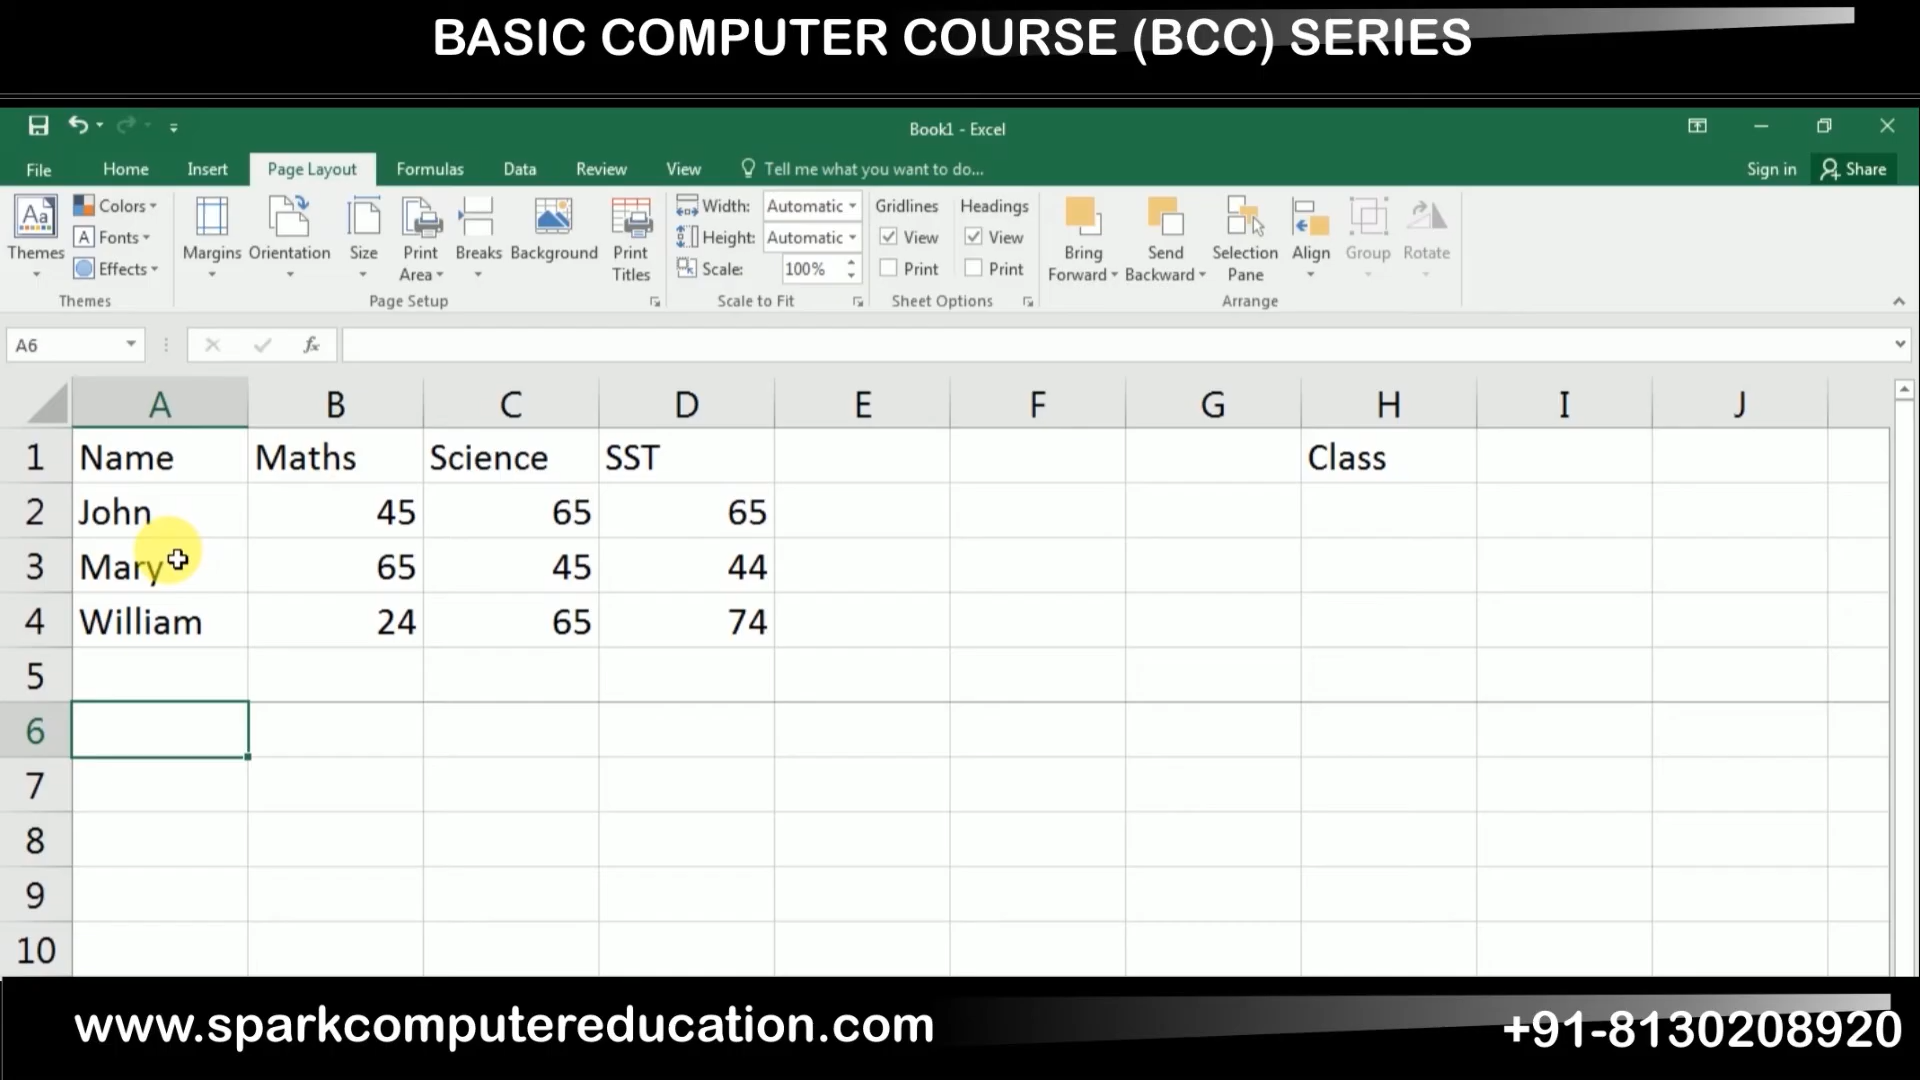 BASIC COMPUTER COURSE (BCC) SERIES
Book1 - Excel
File Home Insert Page Layout Formulas Data Review View Tell me what you want to do... Sign in Share
Aa Themes
Colors
A Fonts
Effects
Themes
Margins Orientation Size Print Area Breaks Background Print Titles
Page Setup
Width: Automatic
Height: Automatic
Scale: 100%
Scale to Fit
Gridlines Headings
View View
Print Print
Sheet Options
Bring Forward Send Backward Selection Pane Align Group Rotate
Arrange
A6 fx
A B C D E F G H I J
1 Name Maths Science SST Class
2 John 45 65 65
3 Mary 65 45 44
4 William 24 65 74
5
6
7
8
9
10
www.sparkcomputereducation.com +91-8130208920